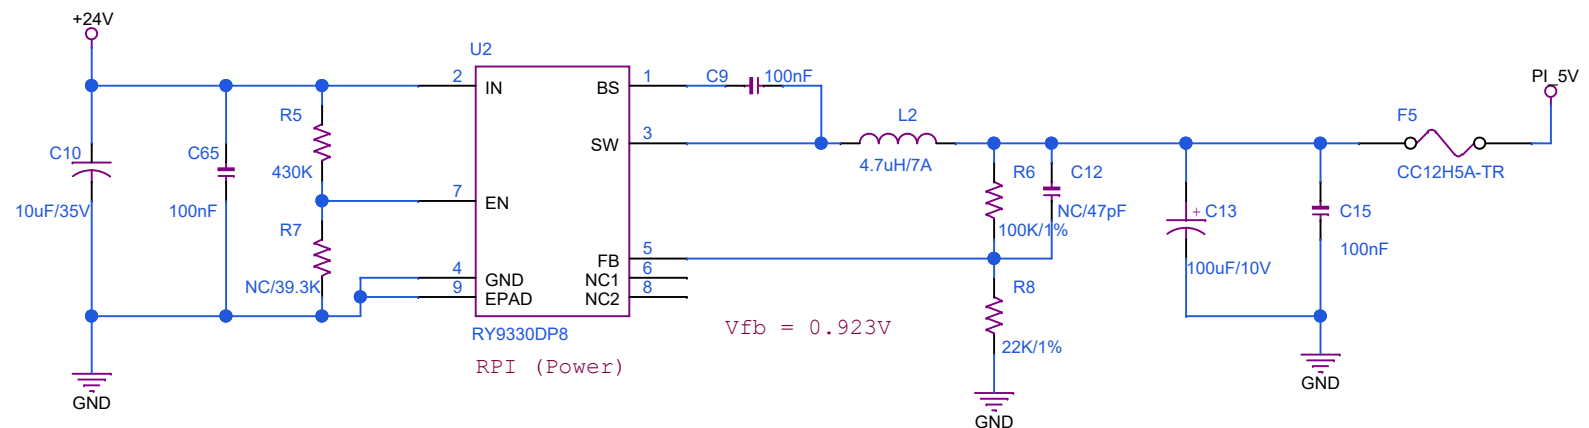 +24V
U2
2
IN
BS
1
C9
100nF
PI_5V
R5
L2
F5
SW
3
C10
C65
430K
4.7uH/7A
R6
C12
CC12H5A-TR
7
EN
10uF/35V
100nF
R7
NC/47pF
C13
C15
100K/1%
+
5
FB
100nF
4
GND
NC1
6
100uF/10V
NC/39.3K
9
EPAD
NC2
8
R8
RY9330DP8
Vfb = 0.923V
22K/1%
RPI (Power)
GND
GND
GND